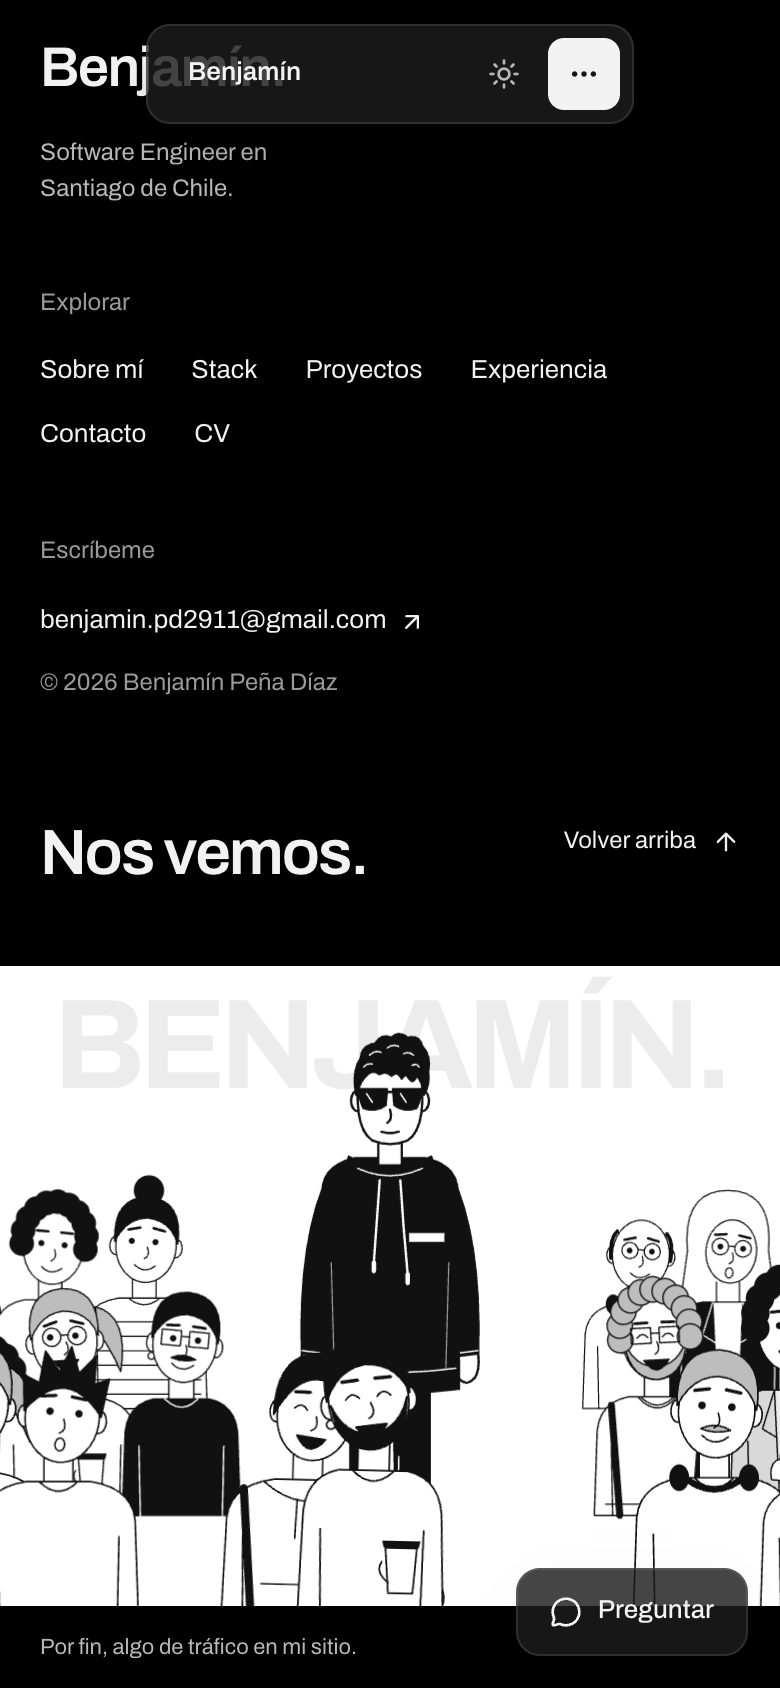 Benjamín.
Benjamín
Software Engineer en
Santiago de Chile.
Explorar
Sobre mí Stack Proyectos Experiencia
Contacto CV
Escríbeme
benjamin.pd2911@gmail.com
© 2026 Benjamín Peña Díaz
Nos vemos.
Volver arriba
BENJAMÍN.
Preguntar
Por fin, algo de tráfico en mi sitio.